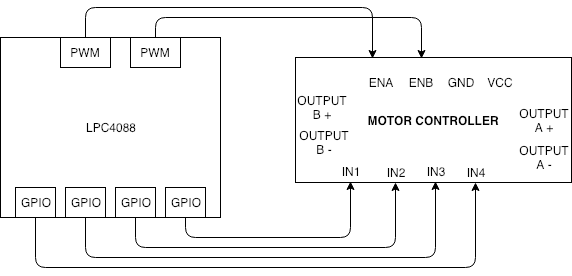 PWM
PWM
LPC4088
GPIO
GPIO
GPIO
GPIO
ENA
ENB
GND
VCC
OUTPUT
B +
OUTPUT
B -
MOTOR CONTROLLER
OUTPUT
A +
OUTPUT
A -
IN1
IN2
IN3
IN4